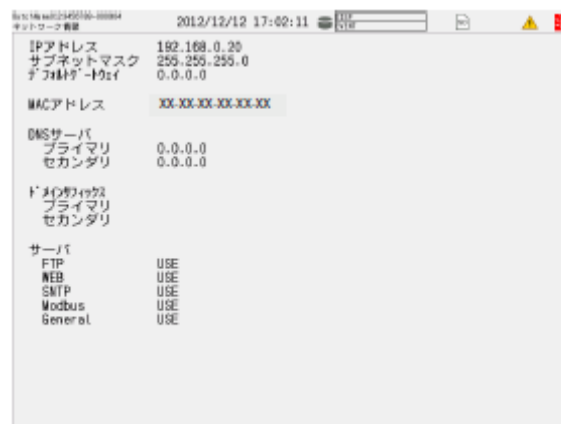 ネットワーク情報
2012/12/12 17:02:11
IPアドレス 192.168.0.20
サブネットマスク 255.255.255.0
ﾃﾞﾌｫﾙﾄｹﾞｰﾄｳｪｲ 0.0.0.0
MACアドレス XX-XX-XX-XX-XX-XX
DNSサーバ
プライマリ 0.0.0.0
セカンダリ 0.0.0.0
ﾄﾞﾒｲﾝｻﾌｨｯｸｽ
プライマリ
セカンダリ
サーバ
FTP USE
WEB USE
SNTP USE
Modbus USE
General USE